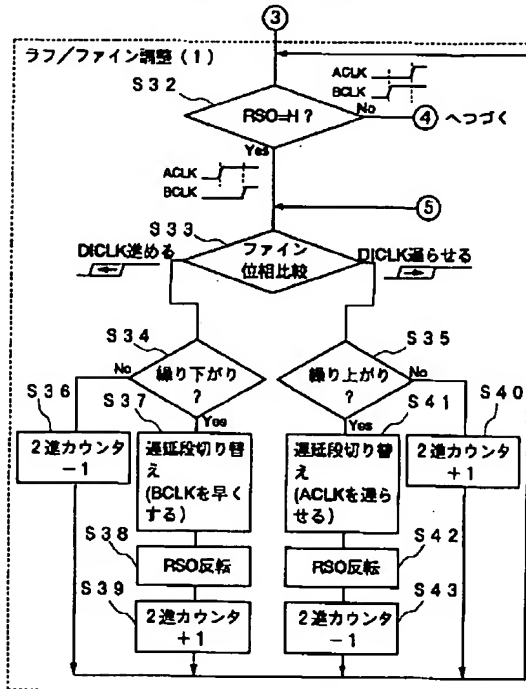 ③
ラフ/ファイン調整(1)
S32
ACLK
BCLK
RSO=H?
No
④ へつづく
Yes
ACLK
BCLK
⑤
S33
DICLK進める
ファイン
位相比較
DICLK遅らせる
S34
S35
No
繰り下がり
?
繰り上がり
?
No
S36
S37
Yes
Yes
S41
S40
2進カウンタ
-1
遅延段切り替
え
(BCLKを早く
する)
遅延段切り替
え
(ACLKを遅ら
せる)
2進カウンタ
+1
S38
RSO反転
S42
RSO反転
S39
2進カウンタ
+1
S43
2進カウンタ
-1